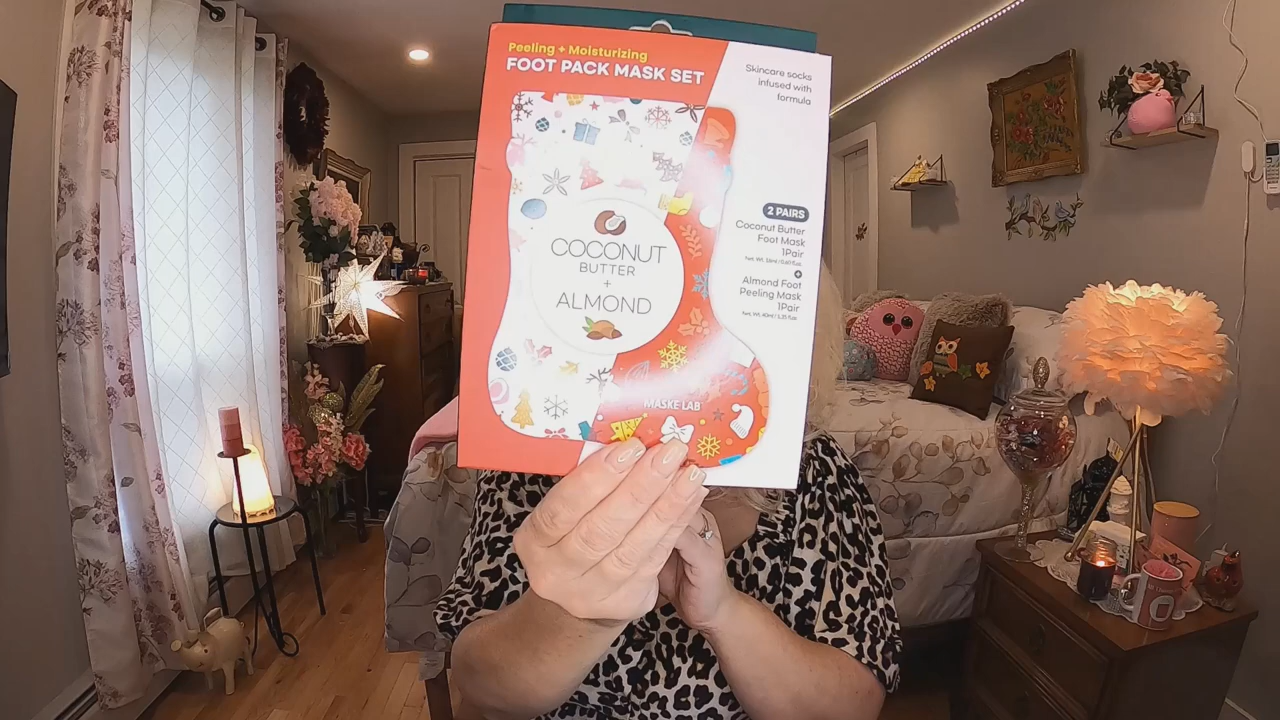 Peeling + Moisturizing
FOOT PACK MASK SET
Skincare socks
infused with
formula
COCONUT
BUTTER
+
ALMOND
2 PAIRS
Coconut Butter
Foot Mask
1Pair
+
Almond Foot
Peeling Mask
1Pair
MASKE LAB